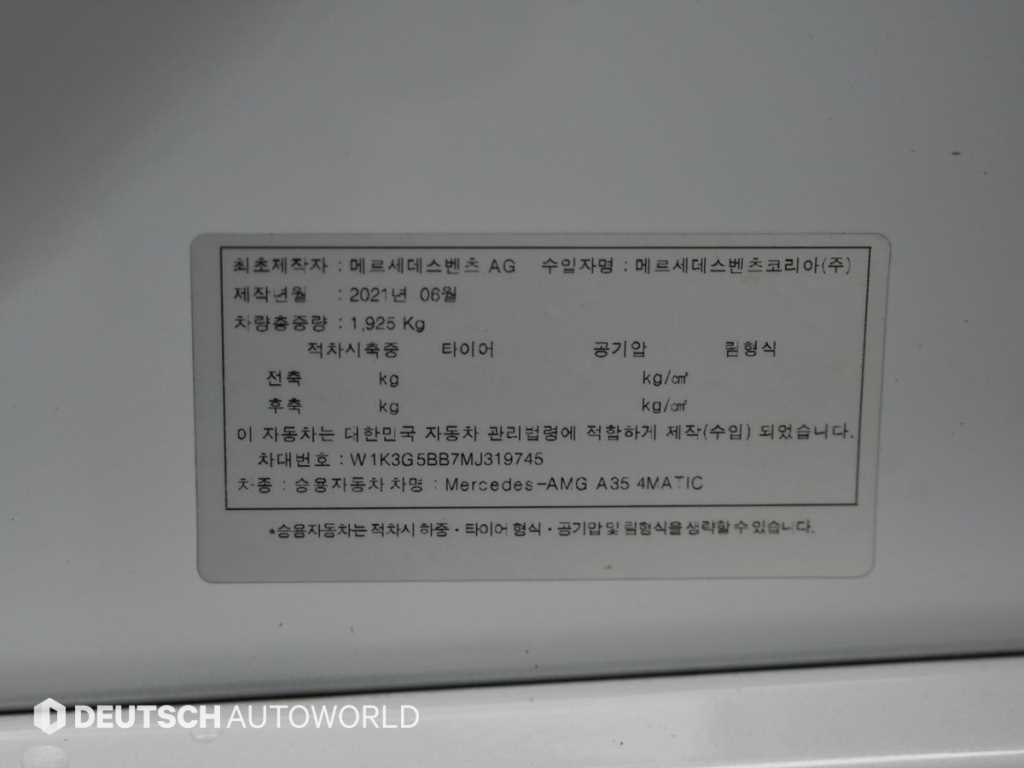 최초제작자 : 메르세데스벤츠 AG 수입자명 : 메르세데스벤츠코리아(주)
제작년월 : 2021년 06월
차량총중량 : 1,925 Kg
적차시축중 타이어 공기압 림형식
전축 kg kg/㎠
후축 kg kg/㎠
이 자동차는 대한민국 자동차 관리법령에 적합하게 제작(수입) 되었습니다.
차대번호 : W1K3G5BB7MJ319745
차종 : 승용자동차 차명 : Mercedes-AMG A35 4MATIC
*승용자동차는 적차시 하중·타이어 형식·공기압 및 림형식을 생략할 수 있습니다.
DEUTSCH AUTOWORLD